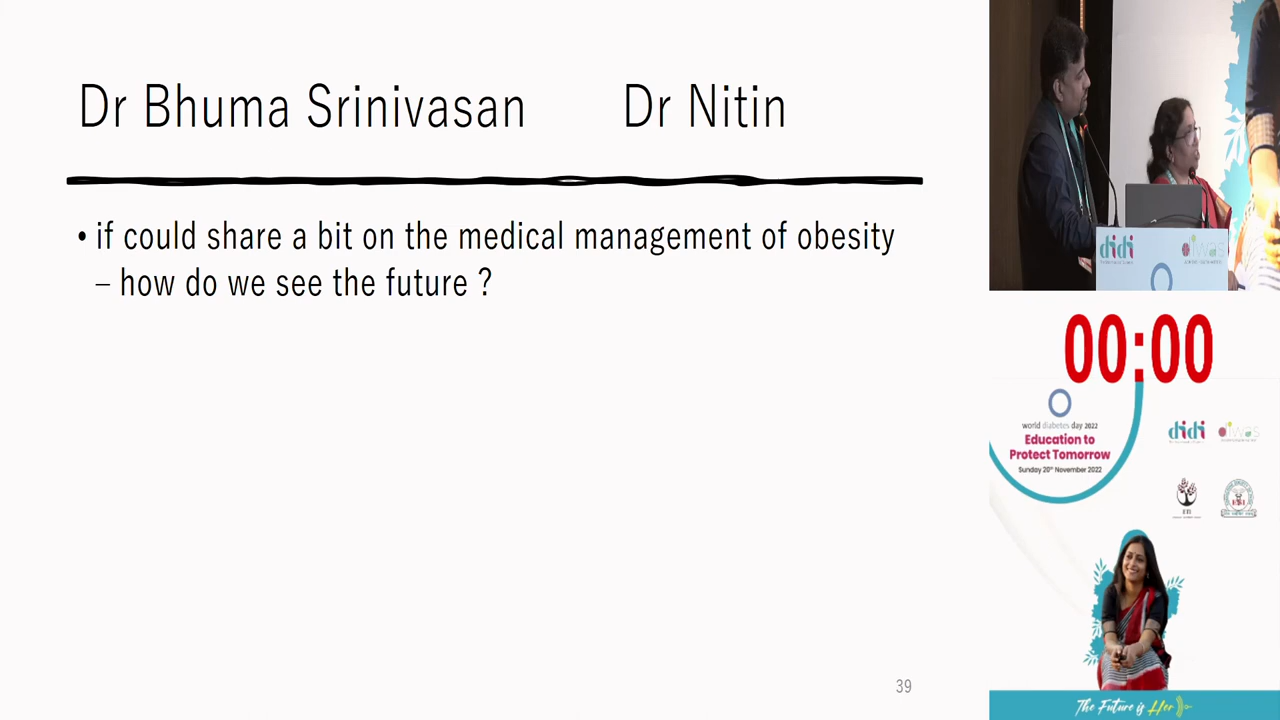 Dr Bhuma Srinivasan Dr Nitin
• if could share a bit on the medical management of obesity
– how do we see the future ?
39
didi
00:00
world diabetes day 2022
Education to
Protect Tomorrow
Sunday 20th November 2022
didi
The Future is Her